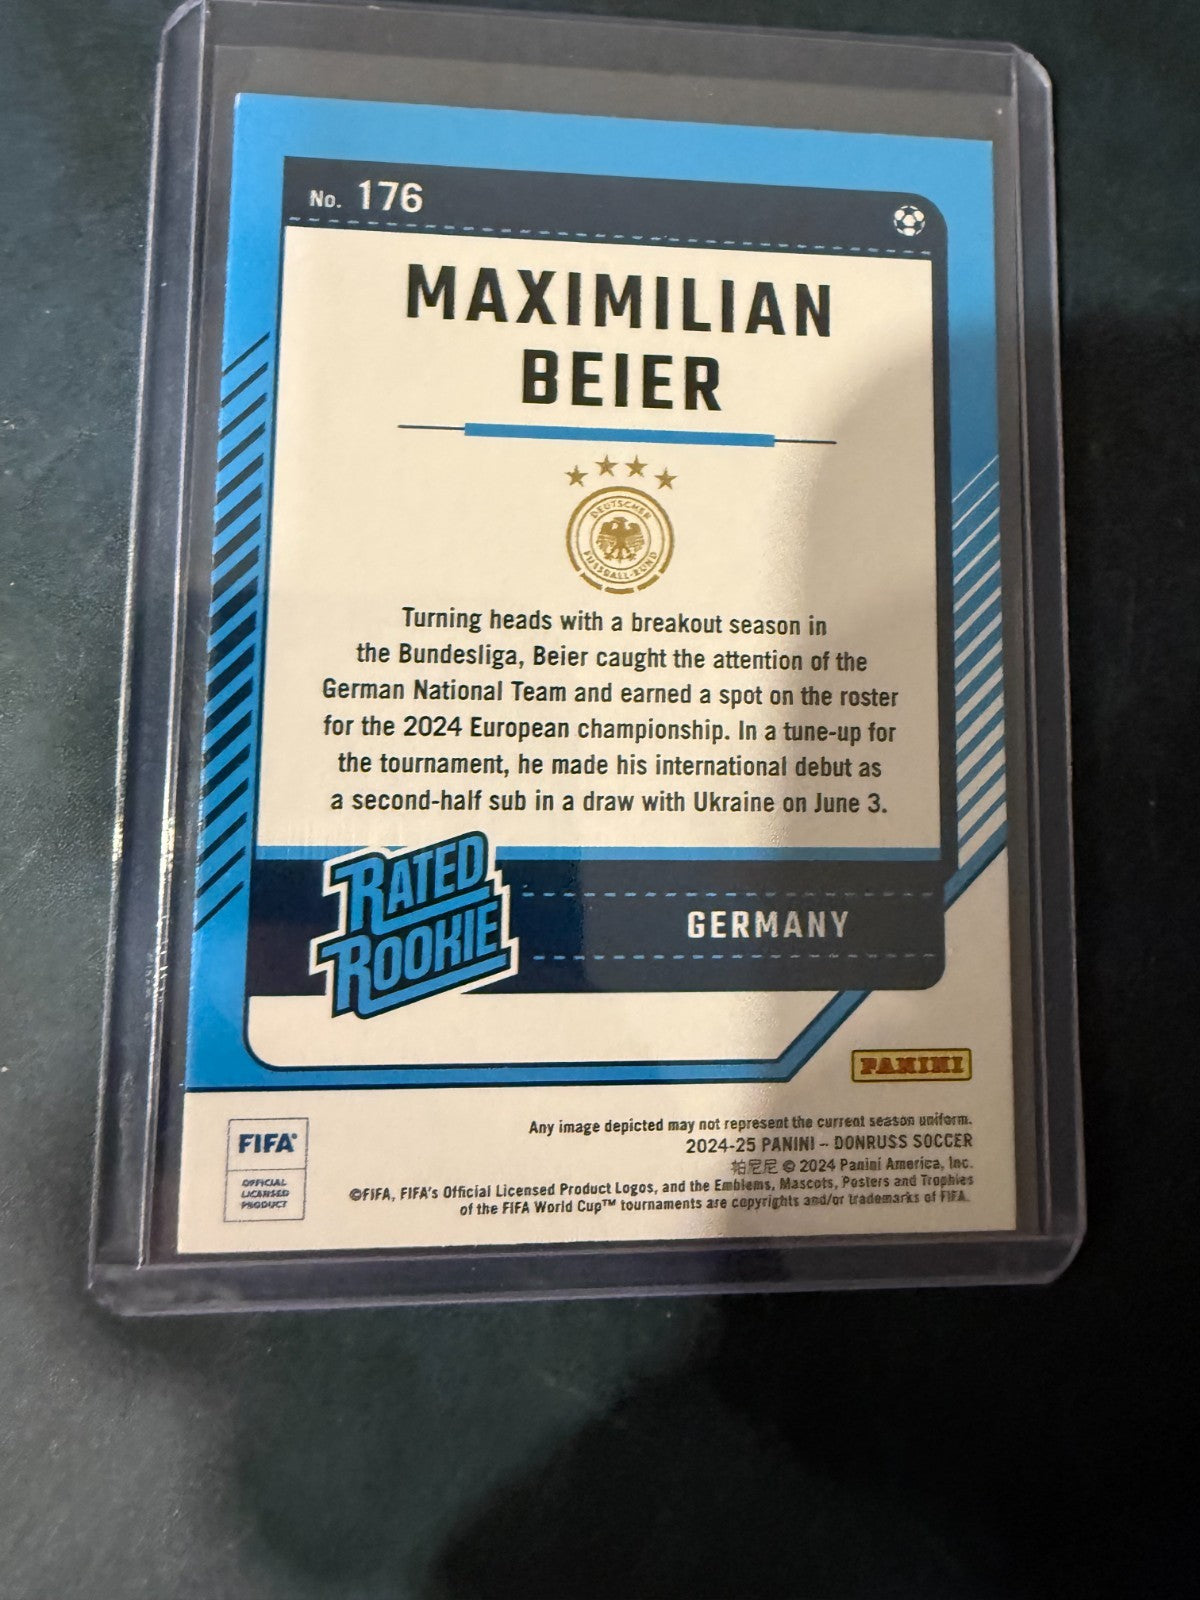 No. 176
MAXIMILIAN
BEIER
DEUTSCHER
FUSSBALL-BUND
Turning heads with a breakout season in
the Bundesliga, Beier caught the attention of the
German National Team and earned a spot on the roster
for the 2024 European championship. In a tune-up for
the tournament, he made his international debut as
a second-half sub in a draw with Ukraine on June 3.
RATED
ROOKIE
GERMANY
PANINI
FIFA®
OFFICIAL
LICENSED
PRODUCT
Any image depicted may not represent the current season uniform.
2024-25 PANINI – DONRUSS SOCCER
帕尼尼 © 2024 Panini America, Inc.
©FIFA, FIFA's Official Licensed Product Logos, and the Emblems, Mascots, Posters and Trophies
of the FIFA World Cup™ tournaments are copyrights and/or trademarks of FIFA.